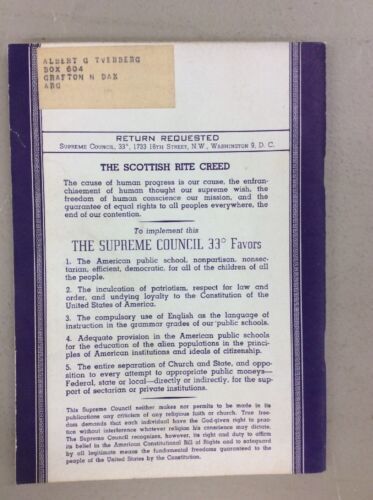 ALBERT G TVEDBERG
BOX 604
GRAFTON N DAK
ARG
RETURN REQUESTED
SUPREME COUNCIL, 33°, 1733 16TH STREET, N.W., WASHINGTON 9, D. C.
THE SCOTTISH RITE CREED
The cause of human progress is our cause, the enfran-
chisement of human thought our supreme wish, the
freedom of human conscience our mission, and the
guarantee of equal rights to all peoples everywhere, the
end of our contention.
To implement this
THE SUPREME COUNCIL 33° Favors
1. The American public school, nonpartisan, nonsec-
tarian, efficient, democratic, for all of the children of all
the people.
2. The inculcation of patriotism, respect for law and
order, and undying loyalty to the Constitution of the
United States of America.
3. The compulsory use of English as the language of
instruction in the grammar grades of our public schools.
4. Adequate provision in the American public schools
for the education of the alien populations in the princi-
ples of American institutions and ideals of citizenship.
5. The entire separation of Church and State, and oppo-
sition to every attempt to appropriate public moneys—
Federal, state or local—directly or indirectly, for the sup-
port of sectarian or private institutions.
This Supreme Council neither makes nor permits to be made in its
publications any criticism of any religious faith or church. True free-
dom demands that each individual have the God-given right to prac-
tice without interference whatever religion his conscience may dictate.
The Supreme Council recognizes, however, its right and duty to affirm
its belief in the American Constitutional Bill of Rights and to safeguard
by all legitimate means the fundamental freedoms guaranteed to the
people of the United States by the Constitution.